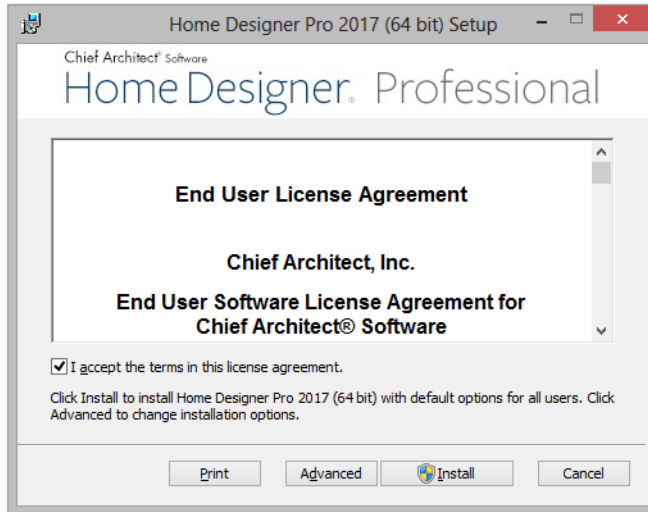 Home Designer Pro 2017 (64 bit) Setup
Chief Architect® Software
Home Designer® Professional
End User License Agreement
Chief Architect, Inc.
End User Software License Agreement for
Chief Architect® Software
I accept the terms in this license agreement.
Click Install to install Home Designer Pro 2017 (64 bit) with default options for all users. Click
Advanced to change installation options.
Print Advanced Install Cancel